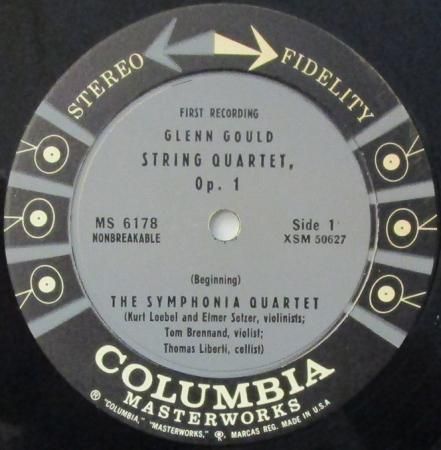 STEREO FIDELITY
FIRST RECORDING
GLENN GOULD
STRING QUARTET,
Op. 1
MS 6178
NONBREAKABLE
Side 1
XSM 50627
(Beginning)
THE SYMPHONIA QUARTET
(Kurt Loebel and Elmer Setzer, violinists;
Tom Brennand, violist;
Thomas Liberti, cellist)
COLUMBIA
MASTERWORKS
® "COLUMBIA," "MASTERWORKS," MARCAS REG. MADE IN U.S.A